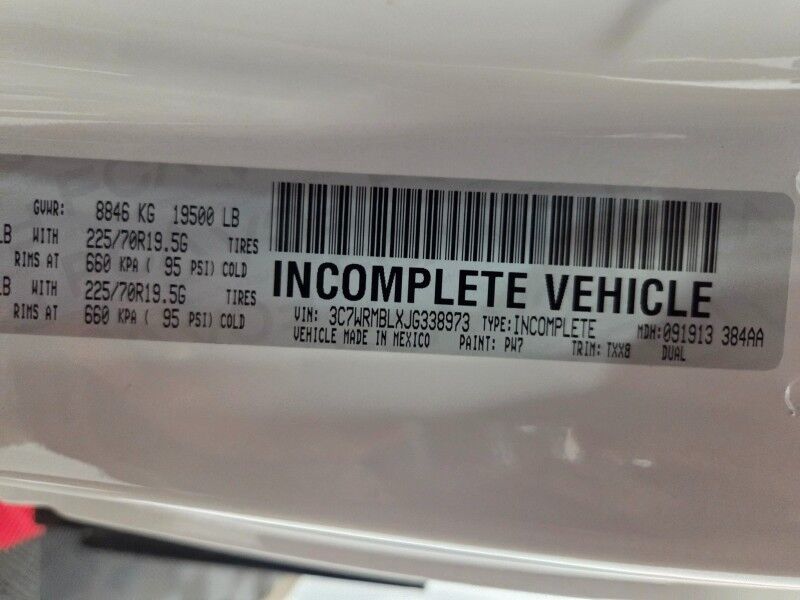 GVWR: 8846 KG 19500 LB
LB WITH 225/70R19.5G TIRES
RIMS AT 660 KPA ( 95 PSI) COLD
LB WITH 225/70R19.5G TIRES
RIMS AT 660 KPA ( 95 PSI) COLD
INCOMPLETE VEHICLE
VIN: 3C7WRMBLXJG338973 TYPE:INCOMPLETE MDH:091913 384AA
VEHICLE MADE IN MEXICO PAINT: PW7 TRIM: TXX8 DUAL